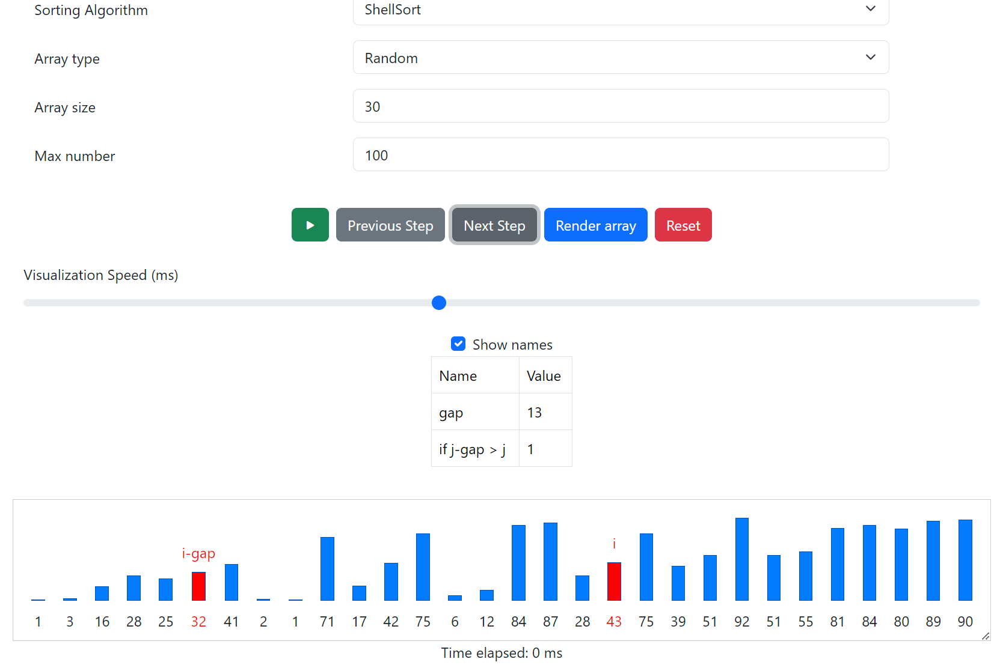 Sorting Algorithm ShellSort
Array type Random
Array size 30
Max number 100
Previous Step Next Step Render array Reset
Visualization Speed (ms)
Show names
Name Value
gap 13
if j-gap > j 1
i-gap i
1 3 16 28 25 32 41 2 1 71 17 42 75 6 12 84 87 28 43 75 39 51 92 51 55 81 84 80 89 90
Time elapsed: 0 ms